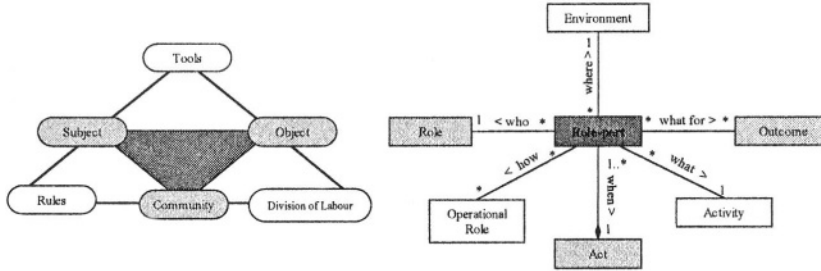 Tools
Subject
Object
Rules
Community
Division of Labour
Environment
where > 1
*
Role
1 < who *
Role-part
* what for > *
Outcome
* < how *
1..*
when >
1
* what > 1
Operational
Role
Activity
Act